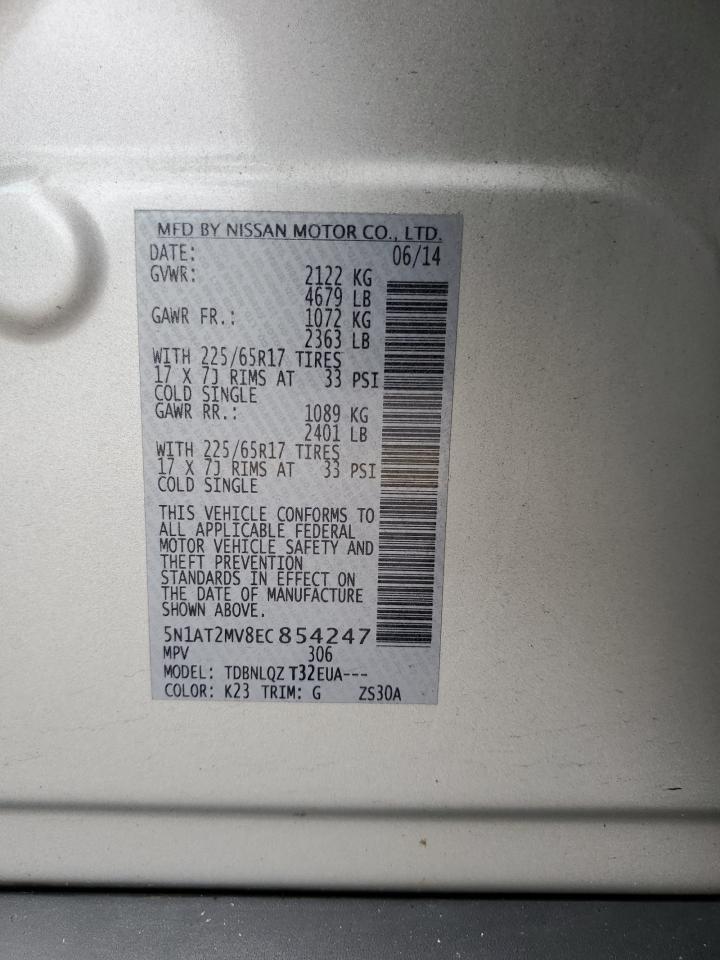 MFD BY NISSAN MOTOR CO., LTD.
DATE: 06/14
GVWR: 2122 KG
4679 LB
GAWR FR.: 1072 KG
2363 LB
WITH 225/65R17 TIRES
17 X 7J RIMS AT 33 PSI
COLD SINGLE
GAWR RR.: 1089 KG
2401 LB
WITH 225/65R17 TIRES
17 X 7J RIMS AT 33 PSI
COLD SINGLE
THIS VEHICLE CONFORMS TO
ALL APPLICABLE FEDERAL
MOTOR VEHICLE SAFETY AND
THEFT PREVENTION
STANDARDS IN EFFECT ON
THE DATE OF MANUFACTURE
SHOWN ABOVE.
5N1AT2MV8EC854247
MPV 306
MODEL: TDBNLQZ T32EUA---
COLOR: K23 TRIM: G ZS30A